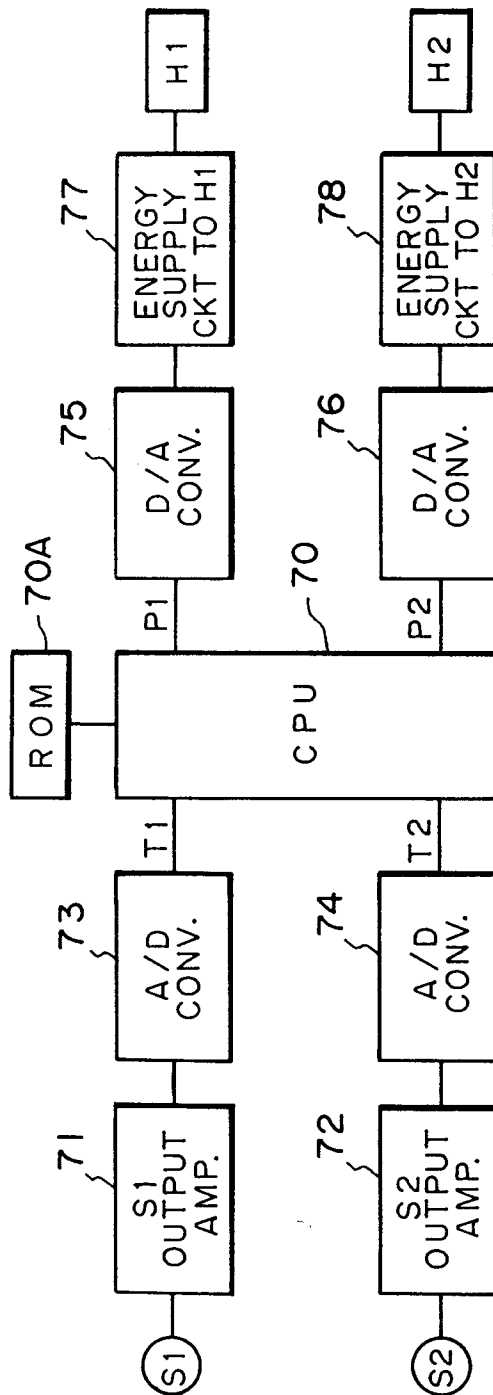 70A
ROM
S1
71
S1
OUTPUT
AMP.
73
A/D
CONV.
T1
CPU
70
P1
75
D/A
CONV.
77
ENERGY
SUPPLY
CKT TO H1
H1
S2
72
S2
OUTPUT
AMP.
74
A/D
CONV.
T2
P2
76
D/A
CONV.
78
ENERGY
SUPPLY
CKT TO H2
H2